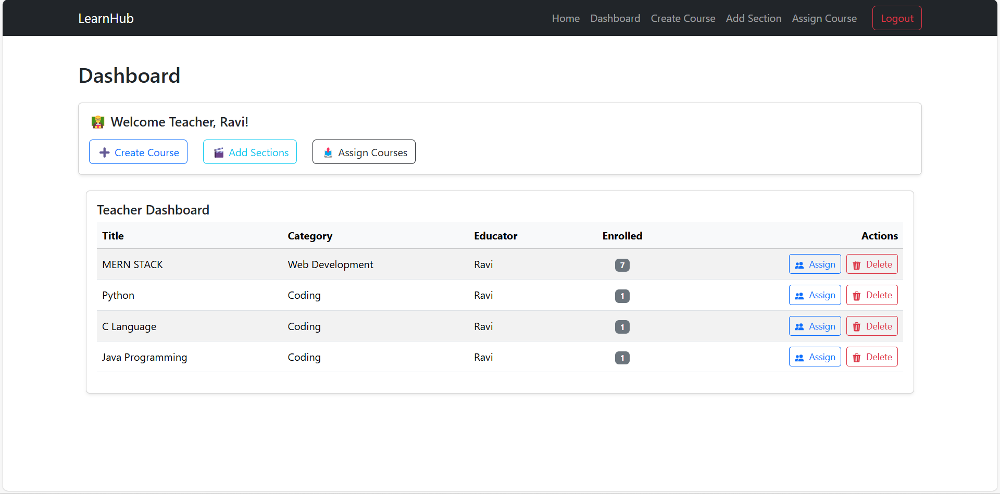 LearnHub Home Dashboard Create Course Add Section Assign Course Logout
Dashboard
Welcome Teacher, Ravi!
Create Course Add Sections Assign Courses
Teacher Dashboard
Title Category Educator Enrolled Actions
MERN STACK Web Development Ravi 7 Assign Delete
Python Coding Ravi 1 Assign Delete
C Language Coding Ravi 1 Assign Delete
Java Programming Coding Ravi 1 Assign Delete